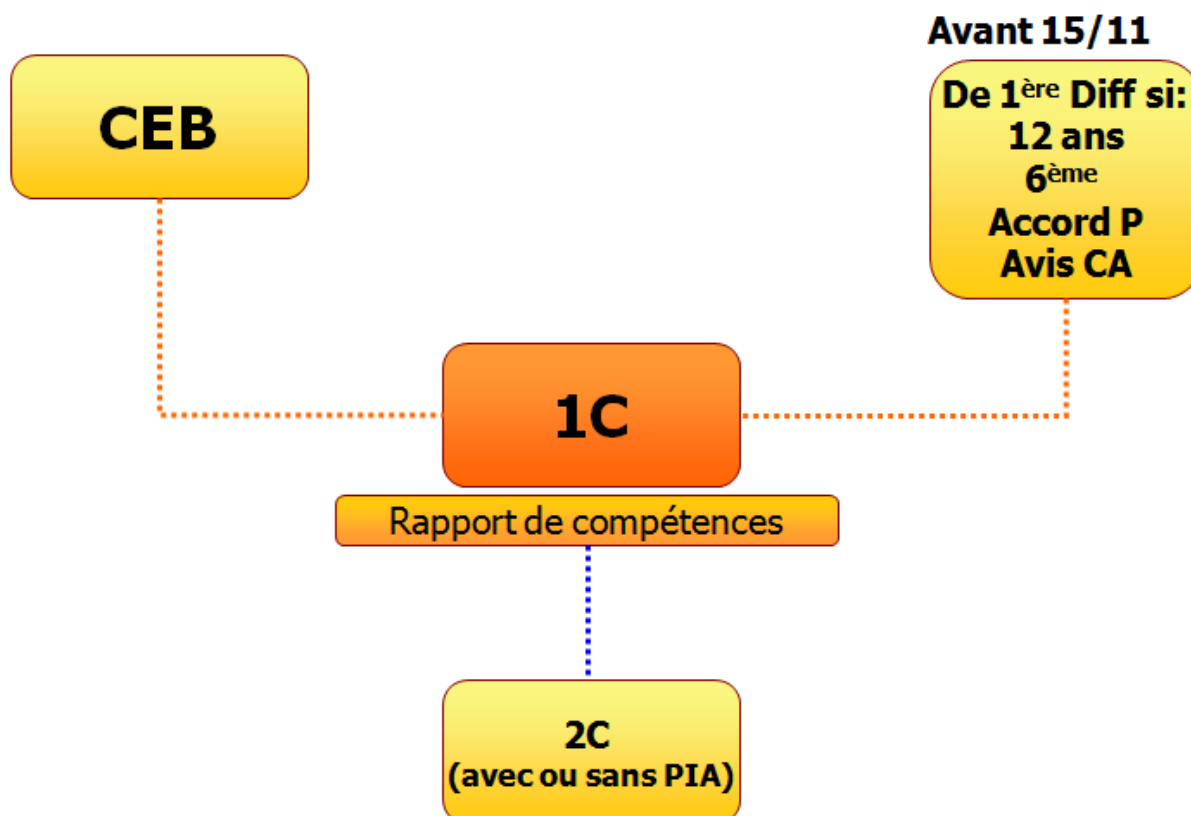 Avant 15/11
CEB
De 1ère Diff si:
12 ans
6ème
Accord P
Avis CA
1C
Rapport de compétences
2C
(avec ou sans PIA)